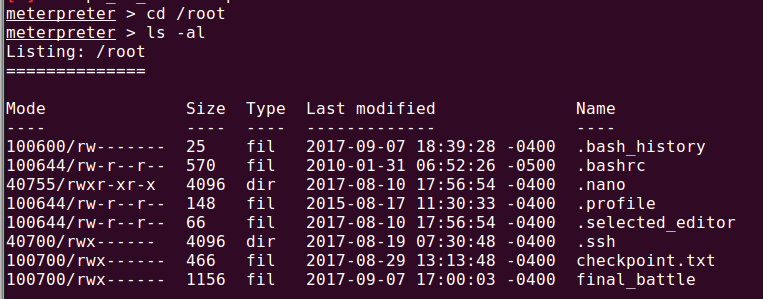 meterpreter > cd /root
meterpreter > ls -al
Listing: /root
==============
Mode Size Type Last modified Name
---- ---- ---- ------------- ----
100600/rw------- 25 fil 2017-09-07 18:39:28 -0400 .bash_history
100644/rw-r--r-- 570 fil 2010-01-31 06:52:26 -0500 .bashrc
40755/rwxr-xr-x 4096 dir 2017-08-10 17:56:54 -0400 .nano
100644/rw-r--r-- 148 fil 2015-08-17 11:30:33 -0400 .profile
100644/rw-r--r-- 66 fil 2017-08-10 17:56:54 -0400 .selected_editor
40700/rwx------ 4096 dir 2017-08-19 07:30:48 -0400 .ssh
100700/rwx------ 466 fil 2017-08-29 13:13:48 -0400 checkpoint.txt
100700/rwx------ 1156 fil 2017-09-07 17:00:03 -0400 final_battle